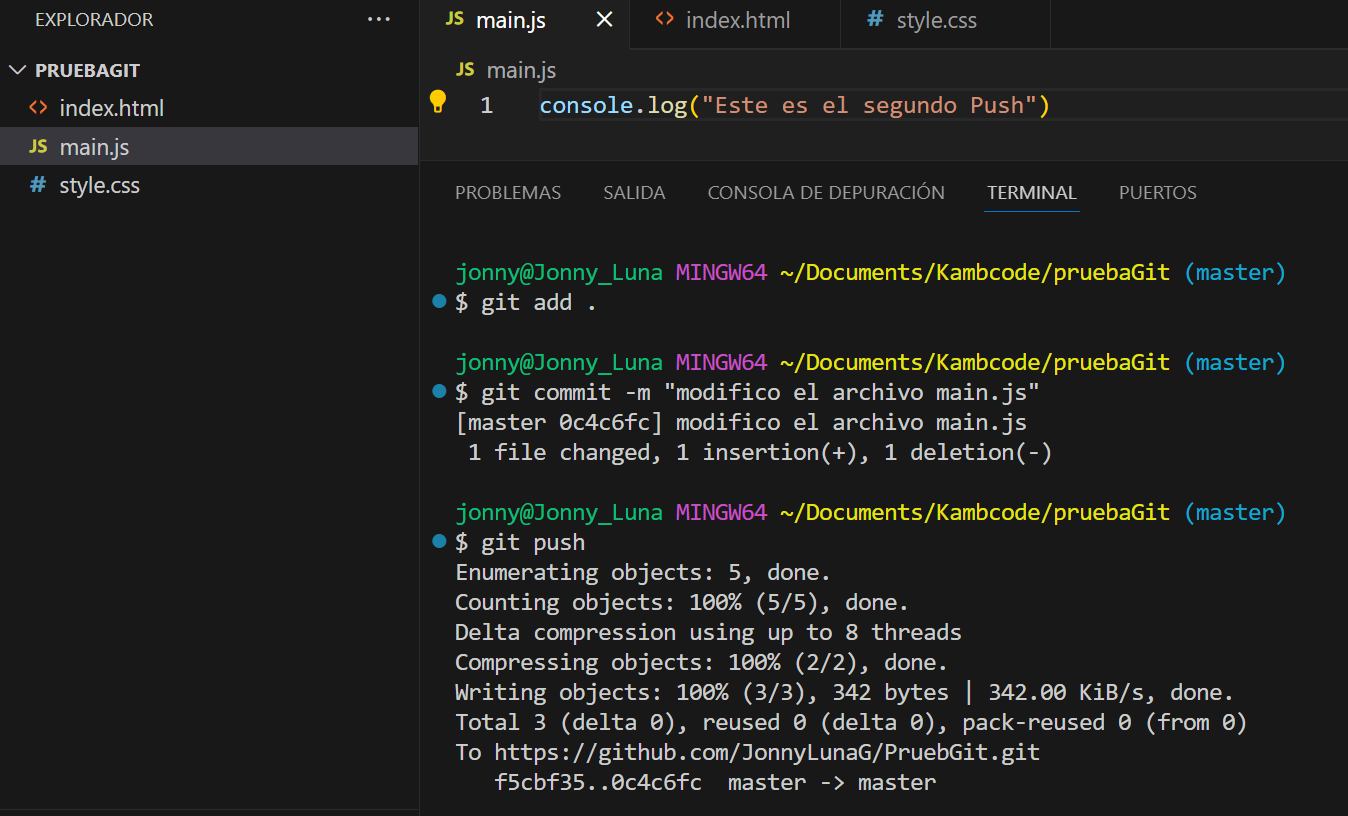 EXPLORADOR ···
PRUEBAGIT
<> index.html
JS main.js
# style.css
JS main.js × <> index.html # style.css
JS main.js
1 console.log("Este es el segundo Push")
PROBLEMAS SALIDA CONSOLA DE DEPURACIÓN TERMINAL PUERTOS
jonny@Jonny_Luna MINGW64 ~/Documents/Kambcode/pruebaGit (master)
$ git add .
jonny@Jonny_Luna MINGW64 ~/Documents/Kambcode/pruebaGit (master)
$ git commit -m "modifico el archivo main.js"
[master 0c4c6fc] modifico el archivo main.js
1 file changed, 1 insertion(+), 1 deletion(-)
jonny@Jonny_Luna MINGW64 ~/Documents/Kambcode/pruebaGit (master)
$ git push
Enumerating objects: 5, done.
Counting objects: 100% (5/5), done.
Delta compression using up to 8 threads
Compressing objects: 100% (2/2), done.
Writing objects: 100% (3/3), 342 bytes | 342.00 KiB/s, done.
Total 3 (delta 0), reused 0 (delta 0), pack-reused 0 (from 0)
To https://github.com/JonnyLunaG/PruebGit.git
f5cbf35..0c4c6fc master -> master